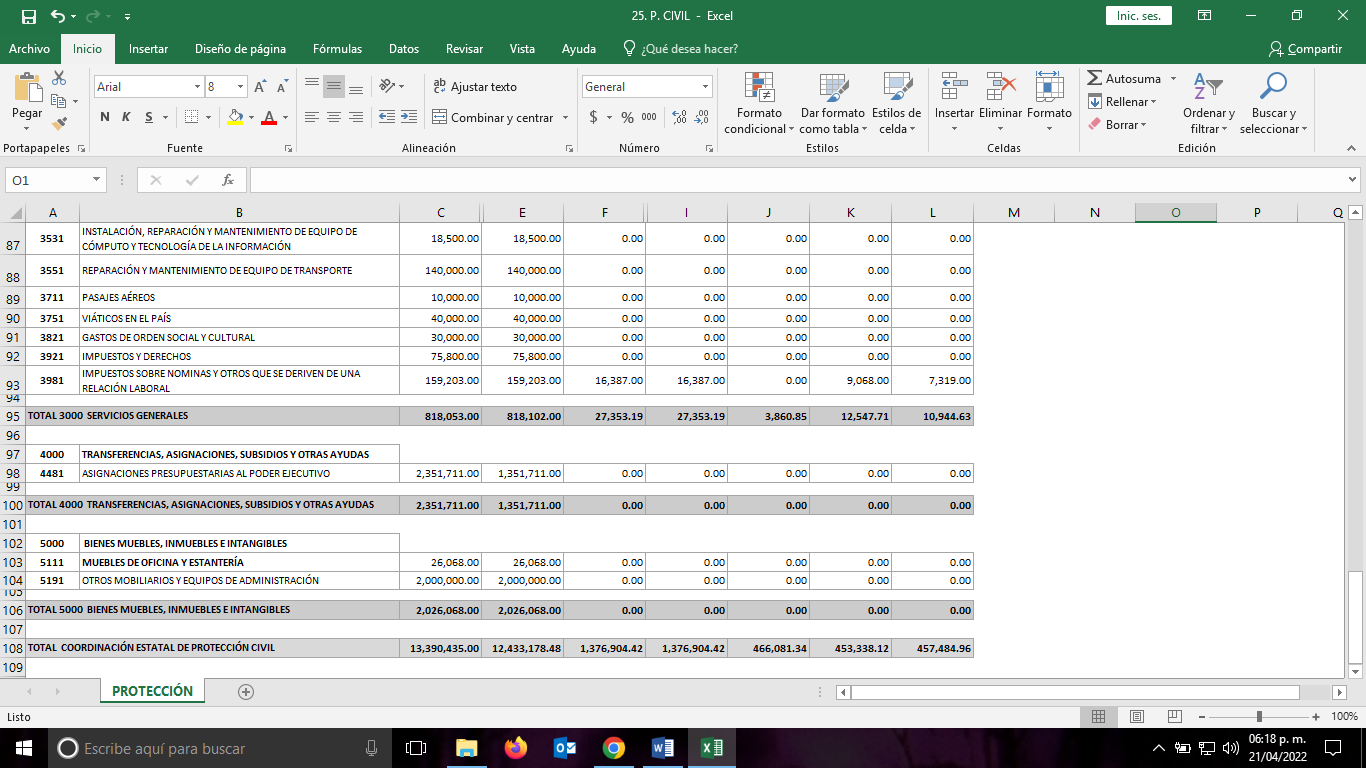 25. P. CIVIL - Excel
Inic. ses.
Archivo Inicio Insertar Diseño de página Fórmulas Datos Revisar Vista Ayuda ¿Qué desea hacer? Compartir
Pegar
Arial 8
N K S
Ajustar texto
Combinar y centrar
General
$ % 000
Formato condicional
Dar formato como tabla
Estilos de celda
Insertar Eliminar Formato
Autosuma
Rellenar
Borrar
Ordenar y filtrar
Buscar y seleccionar
Portapapeles Fuente Alineación Número Estilos Celdas Edición
O1 fx
A B C E F I J K L M N O P Q
87 3531 INSTALACIÓN, REPARACIÓN Y MANTENIMIENTO DE EQUIPO DE
CÓMPUTO Y TECNOLOGÍA DE LA INFORMACIÓN 18,500.00 18,500.00 0.00 0.00 0.00 0.00 0.00
88 3551 REPARACIÓN Y MANTENIMIENTO DE EQUIPO DE TRANSPORTE 140,000.00 140,000.00 0.00 0.00 0.00 0.00 0.00
89 3711 PASAJES AÉREOS 10,000.00 10,000.00 0.00 0.00 0.00 0.00 0.00
90 3751 VIÁTICOS EN EL PAÍS 40,000.00 40,000.00 0.00 0.00 0.00 0.00 0.00
91 3821 GASTOS DE ORDEN SOCIAL Y CULTURAL 30,000.00 30,000.00 0.00 0.00 0.00 0.00 0.00
92 3921 IMPUESTOS Y DERECHOS 75,800.00 75,800.00 0.00 0.00 0.00 0.00 0.00
93 3981 IMPUESTOS SOBRE NOMINAS Y OTROS QUE SE DERIVEN DE UNA
RELACIÓN LABORAL 159,203.00 159,203.00 16,387.00 16,387.00 0.00 9,068.00 7,319.00
94
95 TOTAL 3000 SERVICIOS GENERALES 818,053.00 818,102.00 27,353.19 27,353.19 3,860.85 12,547.71 10,944.63
96
97 4000 TRANSFERENCIAS, ASIGNACIONES, SUBSIDIOS Y OTRAS AYUDAS
98 4481 ASIGNACIONES PRESUPUESTARIAS AL PODER EJECUTIVO 2,351,711.00 1,351,711.00 0.00 0.00 0.00 0.00 0.00
99
100 TOTAL 4000 TRANSFERENCIAS, ASIGNACIONES, SUBSIDIOS Y OTRAS AYUDAS 2,351,711.00 1,351,711.00 0.00 0.00 0.00 0.00 0.00
101
102 5000 BIENES MUEBLES, INMUEBLES E INTANGIBLES
103 5111 MUEBLES DE OFICINA Y ESTANTERÍA 26,068.00 26,068.00 0.00 0.00 0.00 0.00 0.00
104 5191 OTROS MOBILIARIOS Y EQUIPOS DE ADMINISTRACIÓN 2,000,000.00 2,000,000.00 0.00 0.00 0.00 0.00 0.00
105
106 TOTAL 5000 BIENES MUEBLES, INMUEBLES E INTANGIBLES 2,026,068.00 2,026,068.00 0.00 0.00 0.00 0.00 0.00
107
108 TOTAL COORDINACIÓN ESTATAL DE PROTECCIÓN CIVIL 13,390,435.00 12,433,178.48 1,376,904.42 1,376,904.42 466,081.34 453,338.12 457,484.96
109
PROTECCIÓN
Listo 100%
Escribe aquí para buscar
06:18 p. m.
21/04/2022